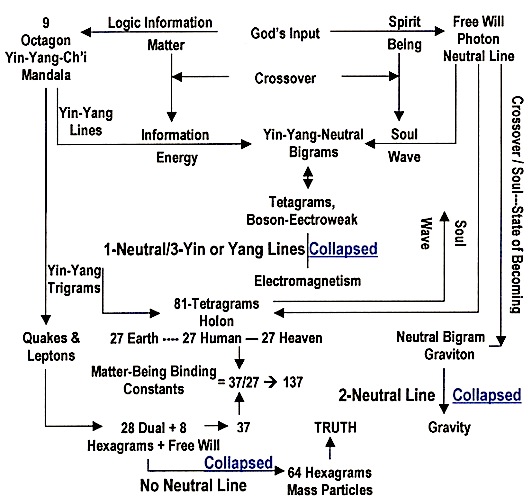 9
Octagon
Yin-Yang-Ch'i
Mandala
Logic Information
Matter
God's Input
Spirit
Being
Free Will
Photon
Neutral Line
Crossover
Yin-Yang
Lines
Information
Energy
Yin-Yang-Neutral
Bigrams
Soul
Wave
Crossover / Soul---State of Becoming
Tetagrams,
Boson-Eectroweak
1-Neutral/3-Yin or Yang Lines Collapsed
Electromagnetism
Wave
Soul
Yin-Yang
Trigrams
81-Tetragrams
Holon
27 Earth ---- 27 Human — 27 Heaven
Quakes &
Leptons
Neutral Bigram
Graviton
Matter-Being Binding
Constants
= 37/27 → 137
2-Neutral Line
Collapsed
28 Dual + 8
Hexagrams + Free Will
37
TRUTH
Gravity
Collapsed
No Neutral Line
64 Hexagrams
Mass Particles